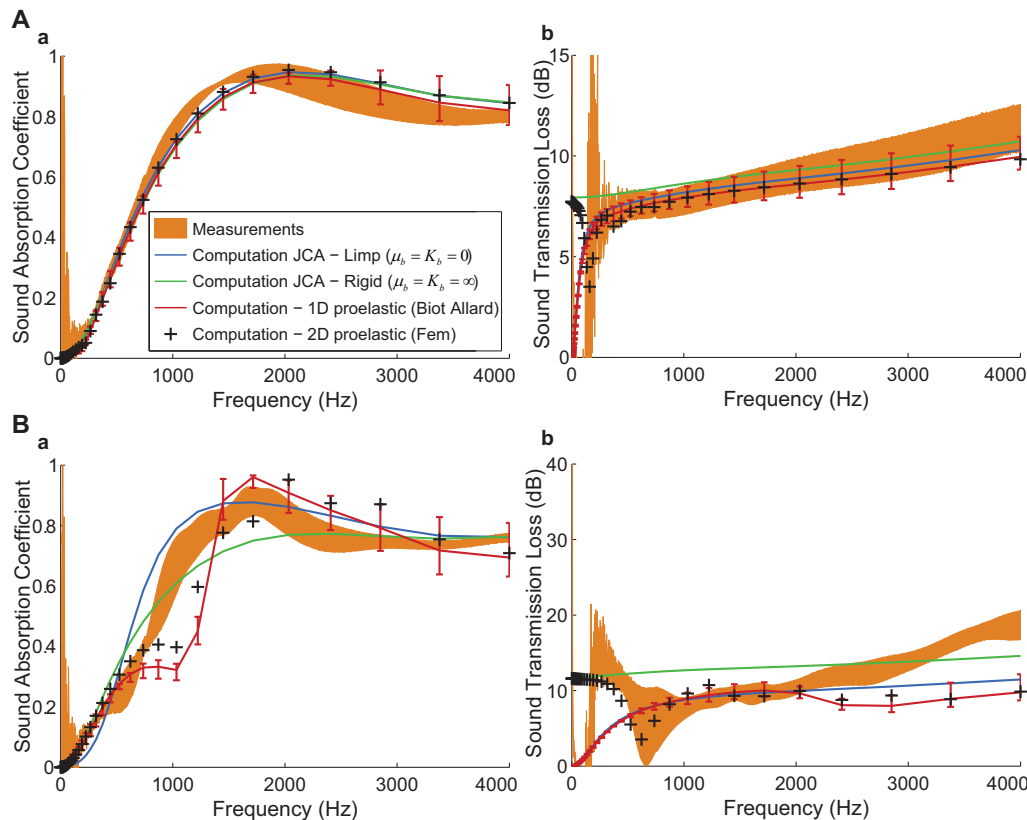 A
a
Sound Absorption Coefficient
1
0.8
0.6
0.4
0.2
0
Measurements
Computation JCA – Limp (μb = Kb = 0)
Computation JCA – Rigid (μb = Kb = ∞)
Computation – 1D proelastic (Biot Allard)
Computation – 2D proelastic (Fem)
0 1000 2000 3000 4000
Frequency (Hz)
b
Sound Transmission Loss (dB)
15
10
5
0
0 1000 2000 3000 4000
Frequency (Hz)
B
a
Sound Absorption Coefficient
1
0.8
0.6
0.4
0.2
0
0 1000 2000 3000 4000
Frequency (Hz)
b
Sound Transmission Loss (dB)
40
30
20
10
0
0 1000 2000 3000 4000
Frequency (Hz)